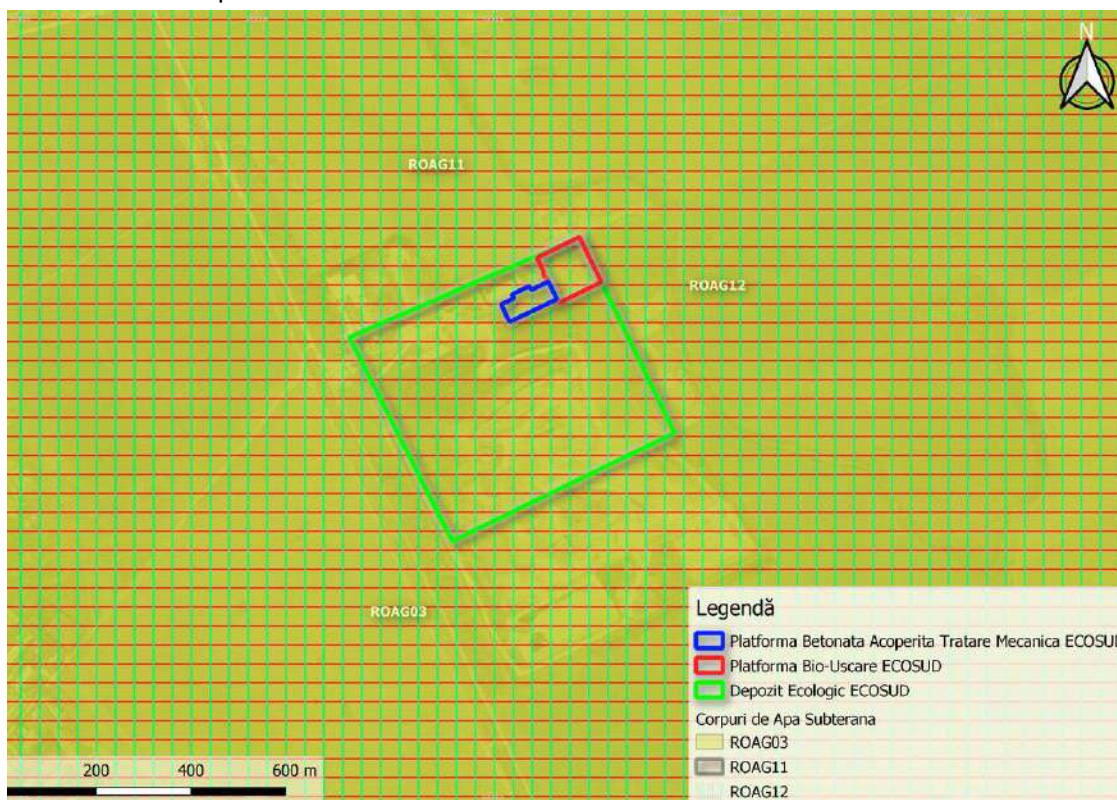 N
ROAG11
ROAG12
ROAG03
Legendă
Platforma Betonata Acoperita Tratare Mecanica ECOSUD
Platforma Bio-Uscare ECOSUD
Depozit Ecologic ECOSUD
Corpuri de Apa Subterana
ROAG03
ROAG11
ROAG12
200 400 600 m